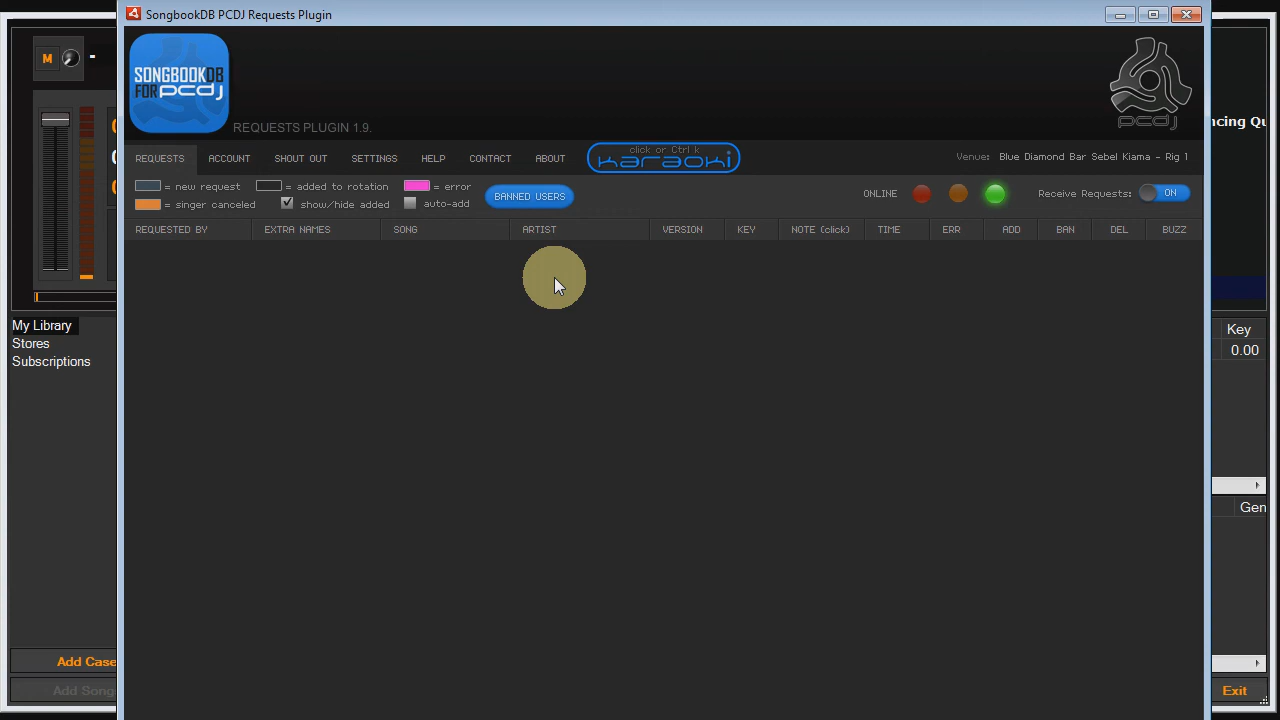 SongbookDB PCDJ Requests Plugin
M -
SONGBOOKDB
FOR PCDJ
REQUESTS PLUGIN 1.9.
pcdj
REQUESTS ACCOUNT SHOUT OUT SETTINGS HELP CONTACT ABOUT
click or Ctrl k
karaoki
Venue: Blue Diamond Bar Sebel Kiama - Rig 1
= new request = added to rotation = error
= singer canceled show/hide added auto-add
BANNED USERS
ONLINE
Receive Requests: ON
REQUESTED BY EXTRA NAMES SONG ARTIST VERSION KEY NOTE (click) TIME ERR ADD BAN DEL BUZZ
ncing Qu
My Library
Stores
Subscriptions
Key
0.00
Gen
Add Case
Add Song
Exit